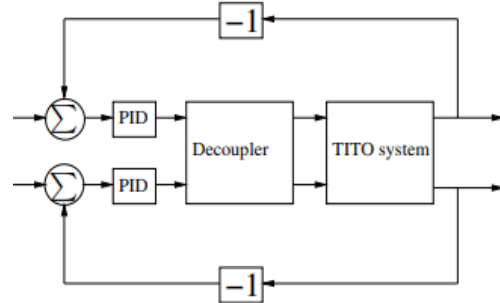 -1
Σ
PID
Decoupler
TITO system
Σ
PID
-1